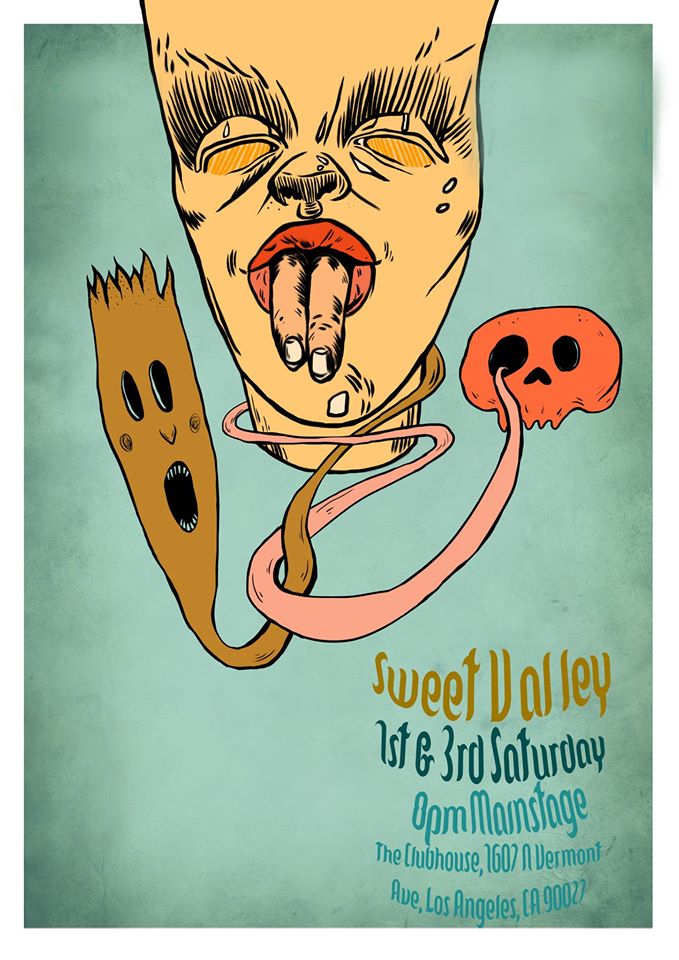 Sweet Valley
1st & 3rd Saturday
8pm Mainstage
The Clubhouse, 1607 N Vermont
Ave, Los Angeles, CA 90027